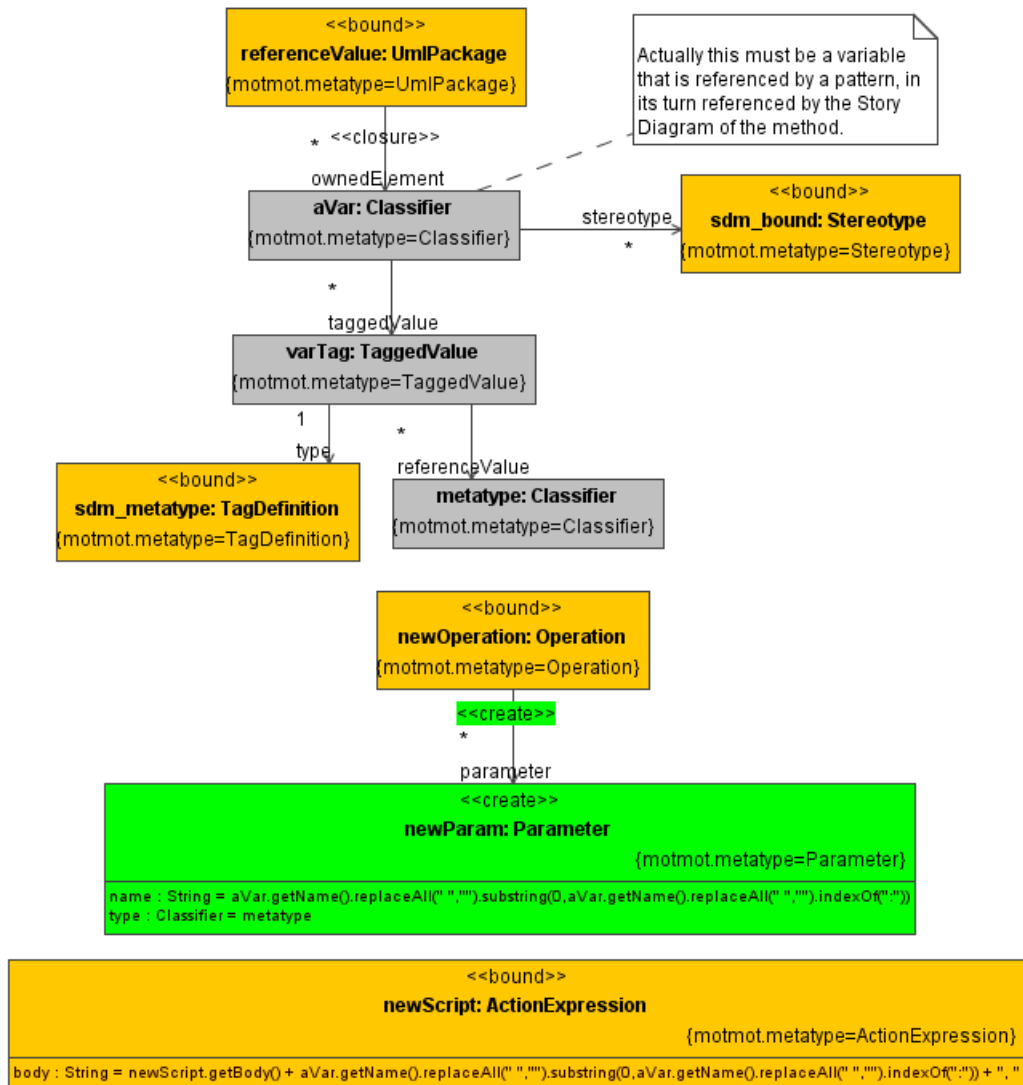 <<bound>>
referenceValue: UmlPackage
{motmot.metatype=UmlPackage}
Actually this must be a variable
that is referenced by a pattern, in
its turn referenced by the Story
Diagram of the method.
* <<closure>>
ownedElement
aVar: Classifier
{motmot.metatype=Classifier}
stereotype
*
<<bound>>
sdm_bound: Stereotype
{motmot.metatype=Stereotype}
*
taggedValue
varTag: TaggedValue
{motmot.metatype=TaggedValue}
1
type
*
referenceValue
<<bound>>
sdm_metatype: TagDefinition
{motmot.metatype=TagDefinition}
metatype: Classifier
{motmot.metatype=Classifier}
<<bound>>
newOperation: Operation
{motmot.metatype=Operation}
<<create>>
*
parameter
<<create>>
newParam: Parameter
{motmot.metatype=Parameter}
name : String = aVar.getName().replaceAll(" ","").substring(0,aVar.getName().replaceAll(" ","").indexOf(":"))
type : Classifier = metatype
<<bound>>
newScript: ActionExpression
{motmot.metatype=ActionExpression}
body : String = newScript.getBody() + aVar.getName().replaceAll(" ","").substring(0,aVar.getName().replaceAll(" ","").indexOf(":")) + ", "